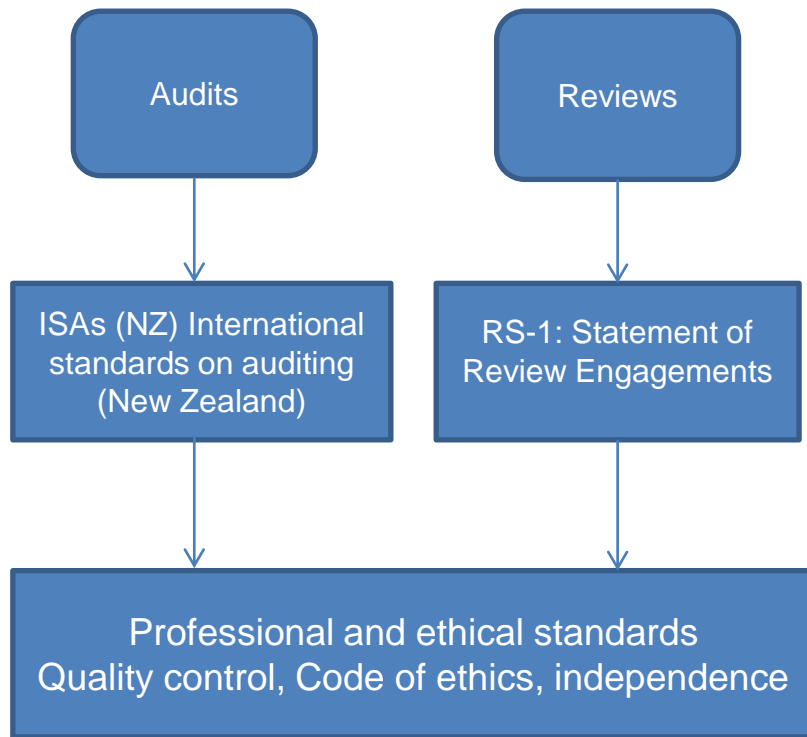 Audits
Reviews
ISAs (NZ) International
standards on auditing
(New Zealand)
RS-1: Statement of
Review Engagements
Professional and ethical standards
Quality control, Code of ethics, independence